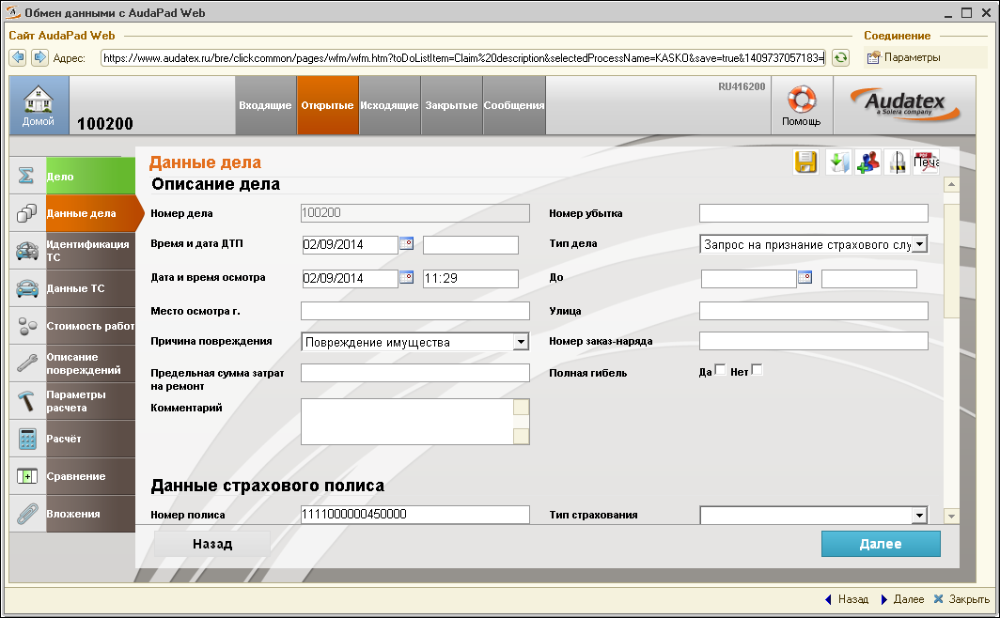 Обмен данными с AudaPad Web
Сайт AudaPad Web
Соединение
Адрес:
https://www.audatex.ru/bre/clickcommon/pages/wfm/wfm.htm?toDoListItem=Claim%20description&selectedProcessName=KASKO&save=true&1409737057183=
Параметры
Домой
100200
Входящие
Открытые
Исходящие
Закрытые
Сообщения
RU416200
Помощь
Audatex
a Solera company
Дело
Данные дела
Идентификация
ТС
Данные ТС
Стоимость работ
Описание
повреждений
Параметры
расчета
Расчёт
Сравнение
Вложения
Данные дела
Описание дела
PDF
Печа
Номер дела
100200
Номер убытка
Время и дата ДТП
02/09/2014
Тип дела
Запрос на признание страхового слу
Дата и время осмотра
02/09/2014
11:29
До
Место осмотра г.
Улица
Причина повреждения
Повреждение имущества
Номер заказ-наряда
Предельная сумма затрат
на ремонт
Полная гибель
Да
Нет
Комментарий
Данные страхового полиса
Номер полиса
1111000000450000
Тип страхования
Назад
Далее
Назад
Далее
Закрыть